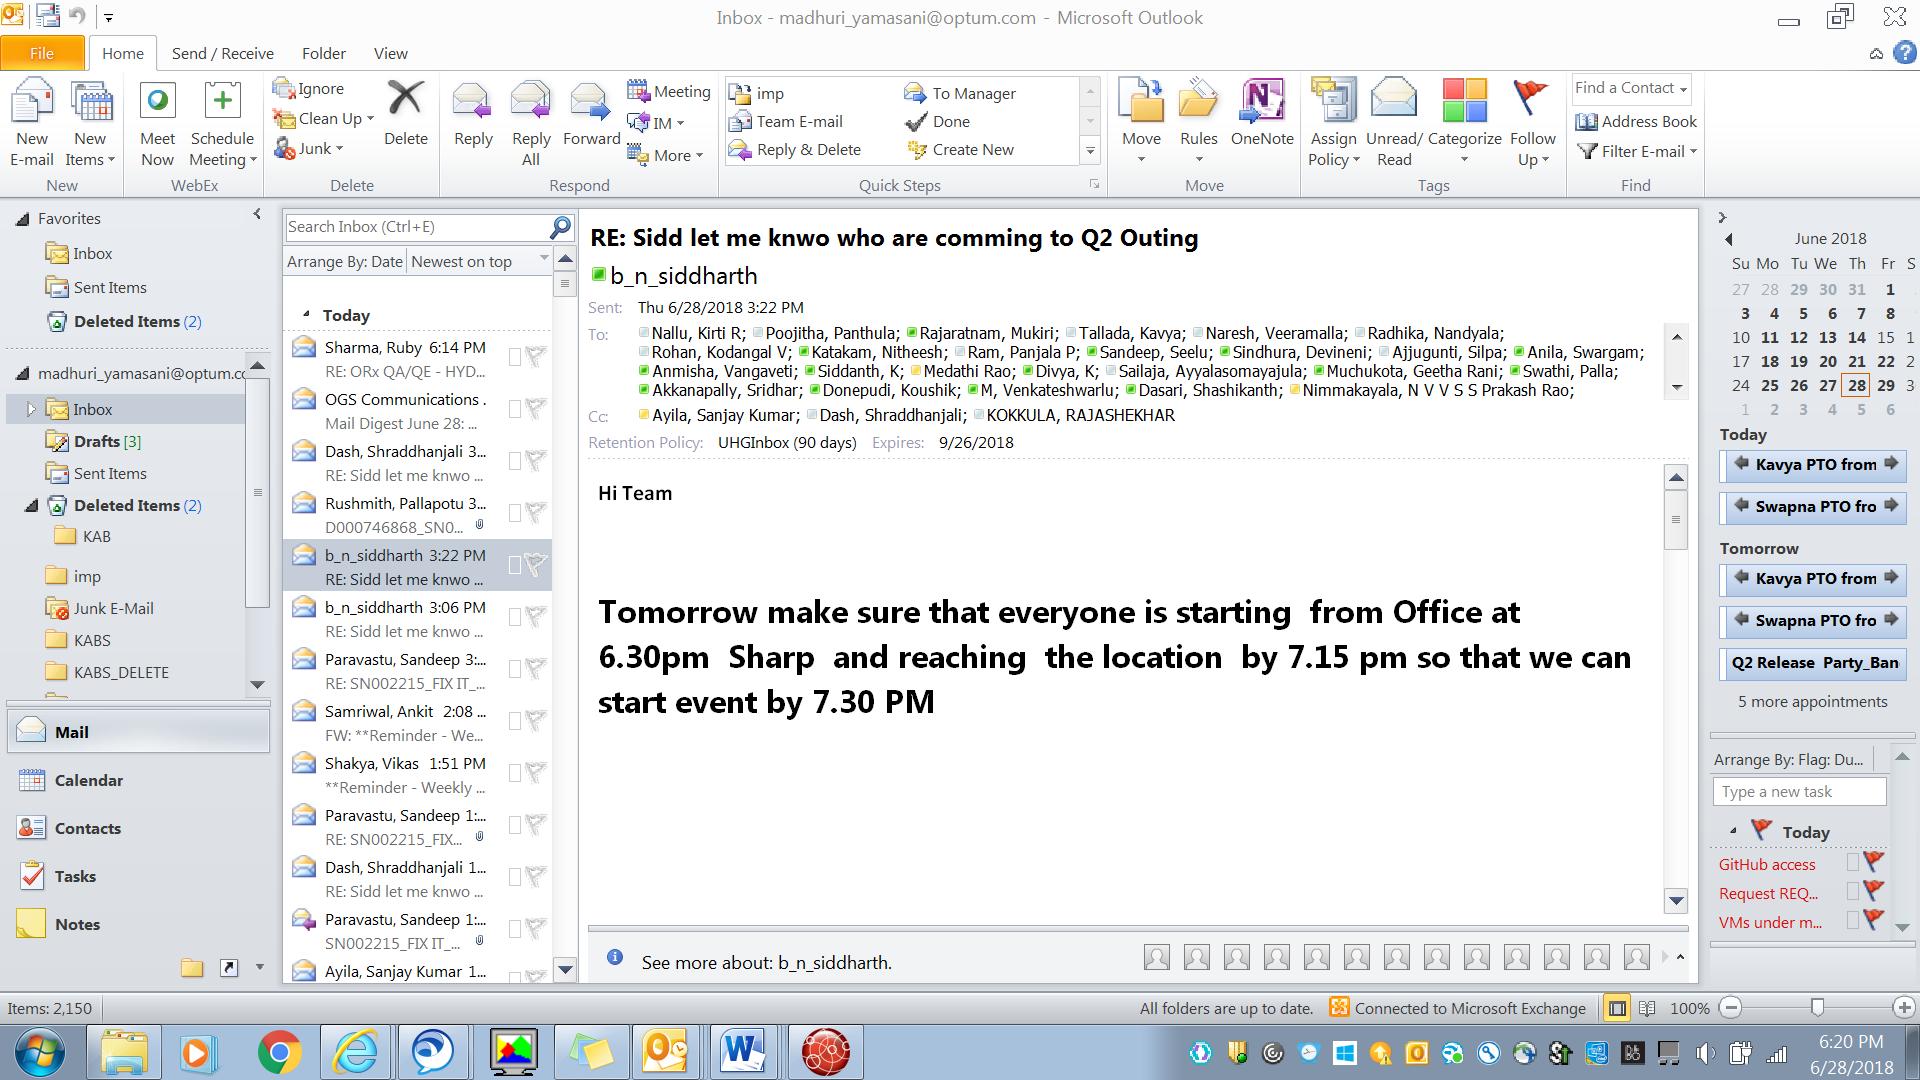 Inbox - madhuri_yamasani@optum.com - Microsoft Outlook
File
Home
Send / Receive
Folder
View
New E-mail
New Items
New
Meet Now
Schedule Meeting
WebEx
Ignore
Clean Up
Junk
Delete
Delete
Reply
Reply All
Forward
Meeting
IM
More
Respond
imp
To Manager
Team E-mail
Done
Reply & Delete
Create New
Quick Steps
Move
Rules
OneNote
Move
Assign Policy
Unread/ Read
Categorize
Follow Up
Tags
Find a Contact
Address Book
Filter E-mail
Find
Favorites
Inbox
Sent Items
Deleted Items (2)
madhuri_yamasani@optum.co
Inbox
Drafts [3]
Sent Items
Deleted Items (2)
KAB
imp
Junk E-Mail
KABS
KABS_DELETE
Mail
Calendar
Contacts
Tasks
Notes
Search Inbox (Ctrl+E)
Arrange By: Date
Newest on top
Today
Sharma, Ruby 6:14 PM
RE: ORx QA/QE - HYD...
OGS Communications .
Mail Digest June 28: ...
Dash, Shraddhanjali 3...
RE: Sidd let me knwo ...
Rushmith, Pallapotu 3...
D000746868_SN0...
b_n_siddharth 3:22 PM
RE: Sidd let me knwo ...
b_n_siddharth 3:06 PM
RE: Sidd let me knwo ...
Paravastu, Sandeep 3:...
RE: SN002215_FIX IT_...
Samriwal, Ankit 2:08 ...
FW: **Reminder - We...
Shakya, Vikas 1:51 PM
**Reminder - Weekly ...
Paravastu, Sandeep 1:...
RE: SN002215_FIX...
Dash, Shraddhanjali 1...
RE: Sidd let me knwo ...
Paravastu, Sandeep 1:...
SN002215_FIX IT_...
Ayila, Sanjay Kumar 1...
RE: Sidd let me knwo who are comming to Q2 Outing
b_n_siddharth
Sent: Thu 6/28/2018 3:22 PM
To: Nallu, Kirti R; Poojitha, Panthula; Rajaratnam, Mukiri; Tallada, Kavya; Naresh, Veeramalla; Radhika, Nandyala;
Rohan, Kodangal V; Katakam, Nitheesh; Ram, Panjala P; Sandeep, Seelu; Sindhura, Devineni; Ajjugunti, Silpa; Anila, Swargam;
Anmisha, Vangaveti; Siddanth, K; Medathi Rao; Divya, K; Sailaja, Ayyalasomayajula; Muchukota, Geetha Rani; Swathi, Palla;
Akkanapally, Sridhar; Donepudi, Koushik; M, Venkateshwarlu; Dasari, Shashikanth; Nimmakayala, N V V S S Prakash Rao;
Cc: Ayila, Sanjay Kumar; Dash, Shraddhanjali; KOKKULA, RAJASHEKHAR
Retention Policy: UHGInbox (90 days) Expires: 9/26/2018
Hi Team
Tomorrow make sure that everyone is starting from Office at
6.30pm Sharp and reaching the location by 7.15 pm so that we can
start event by 7.30 PM
See more about: b_n_siddharth.
June 2018
Su Mo Tu We Th Fr S
27 28 29 30 31 1
3 4 5 6 7 8
10 11 12 13 14 15 1
17 18 19 20 21 22 2
24 25 26 27 28 29 3
1 2 3 4 5 6
Today
Kavya PTO from
Swapna PTO fro
Tomorrow
Kavya PTO from
Swapna PTO fro
Q2 Release Party_Ban
5 more appointments
Arrange By: Flag: Du...
Type a new task
Today
GitHub access
Request REQ...
VMs under m...
Items: 2,150
All folders are up to date.
Connected to Microsoft Exchange
100%
6:20 PM
6/28/2018